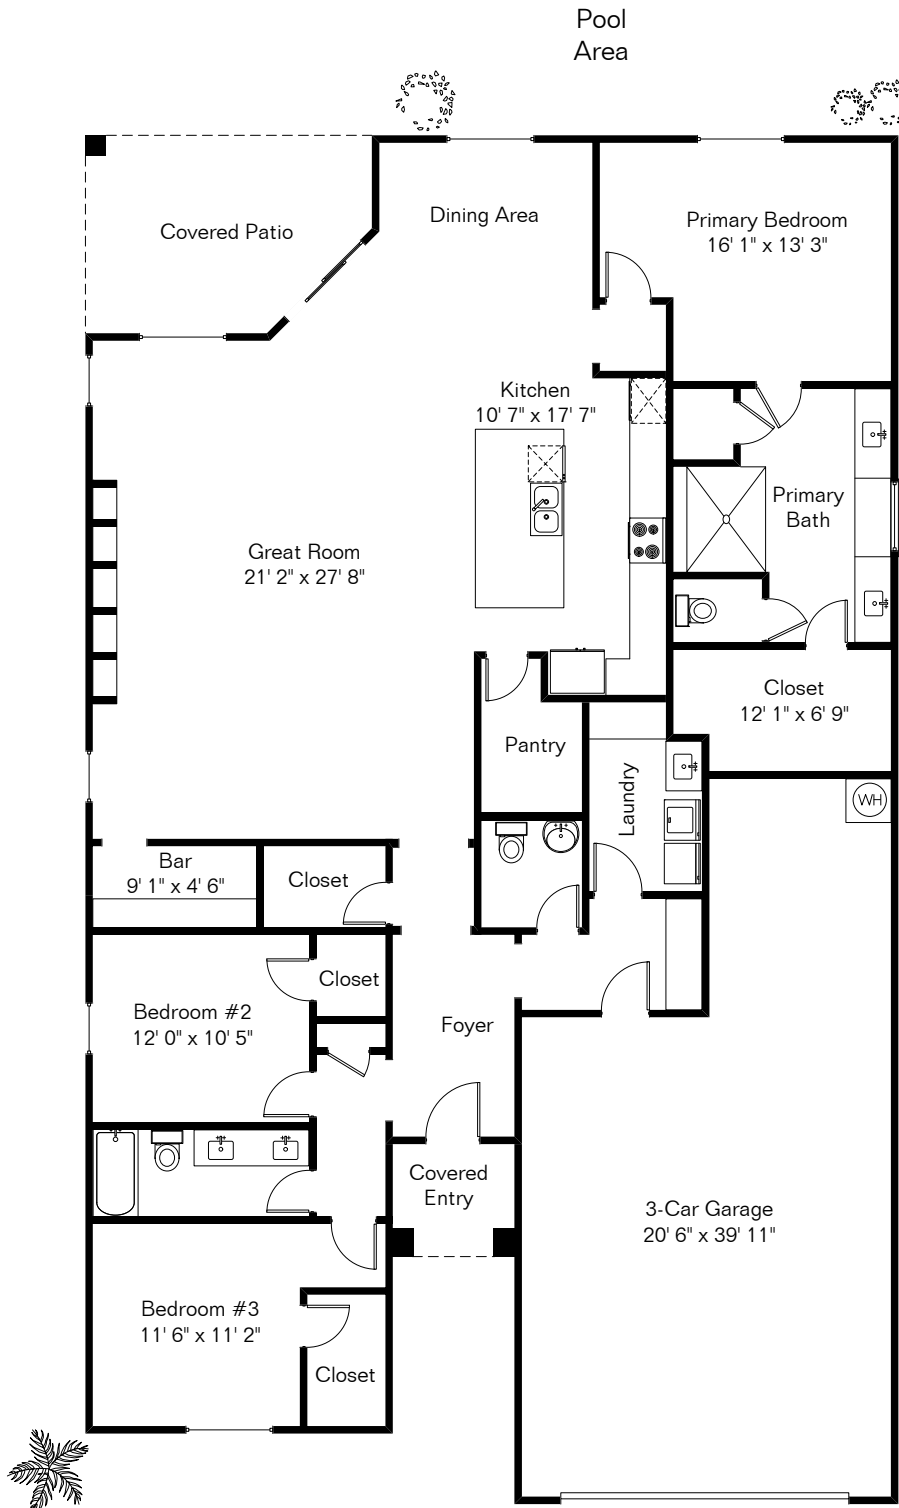 Pool
Area
Covered Patio
Dining Area
Primary Bedroom
16' 1" x 13' 3"
Kitchen
10' 7" x 17' 7"
Primary
Bath
Great Room
21' 2" x 27' 8"
Closet
12' 1" x 6' 9"
Pantry
Laundry
WH
Bar
9' 1" x 4' 6"
Closet
Closet
Bedroom #2
12' 0" x 10' 5"
Foyer
Covered
Entry
3-Car Garage
20' 6" x 39' 11"
Bedroom #3
11' 6" x 11' 2"
Closet